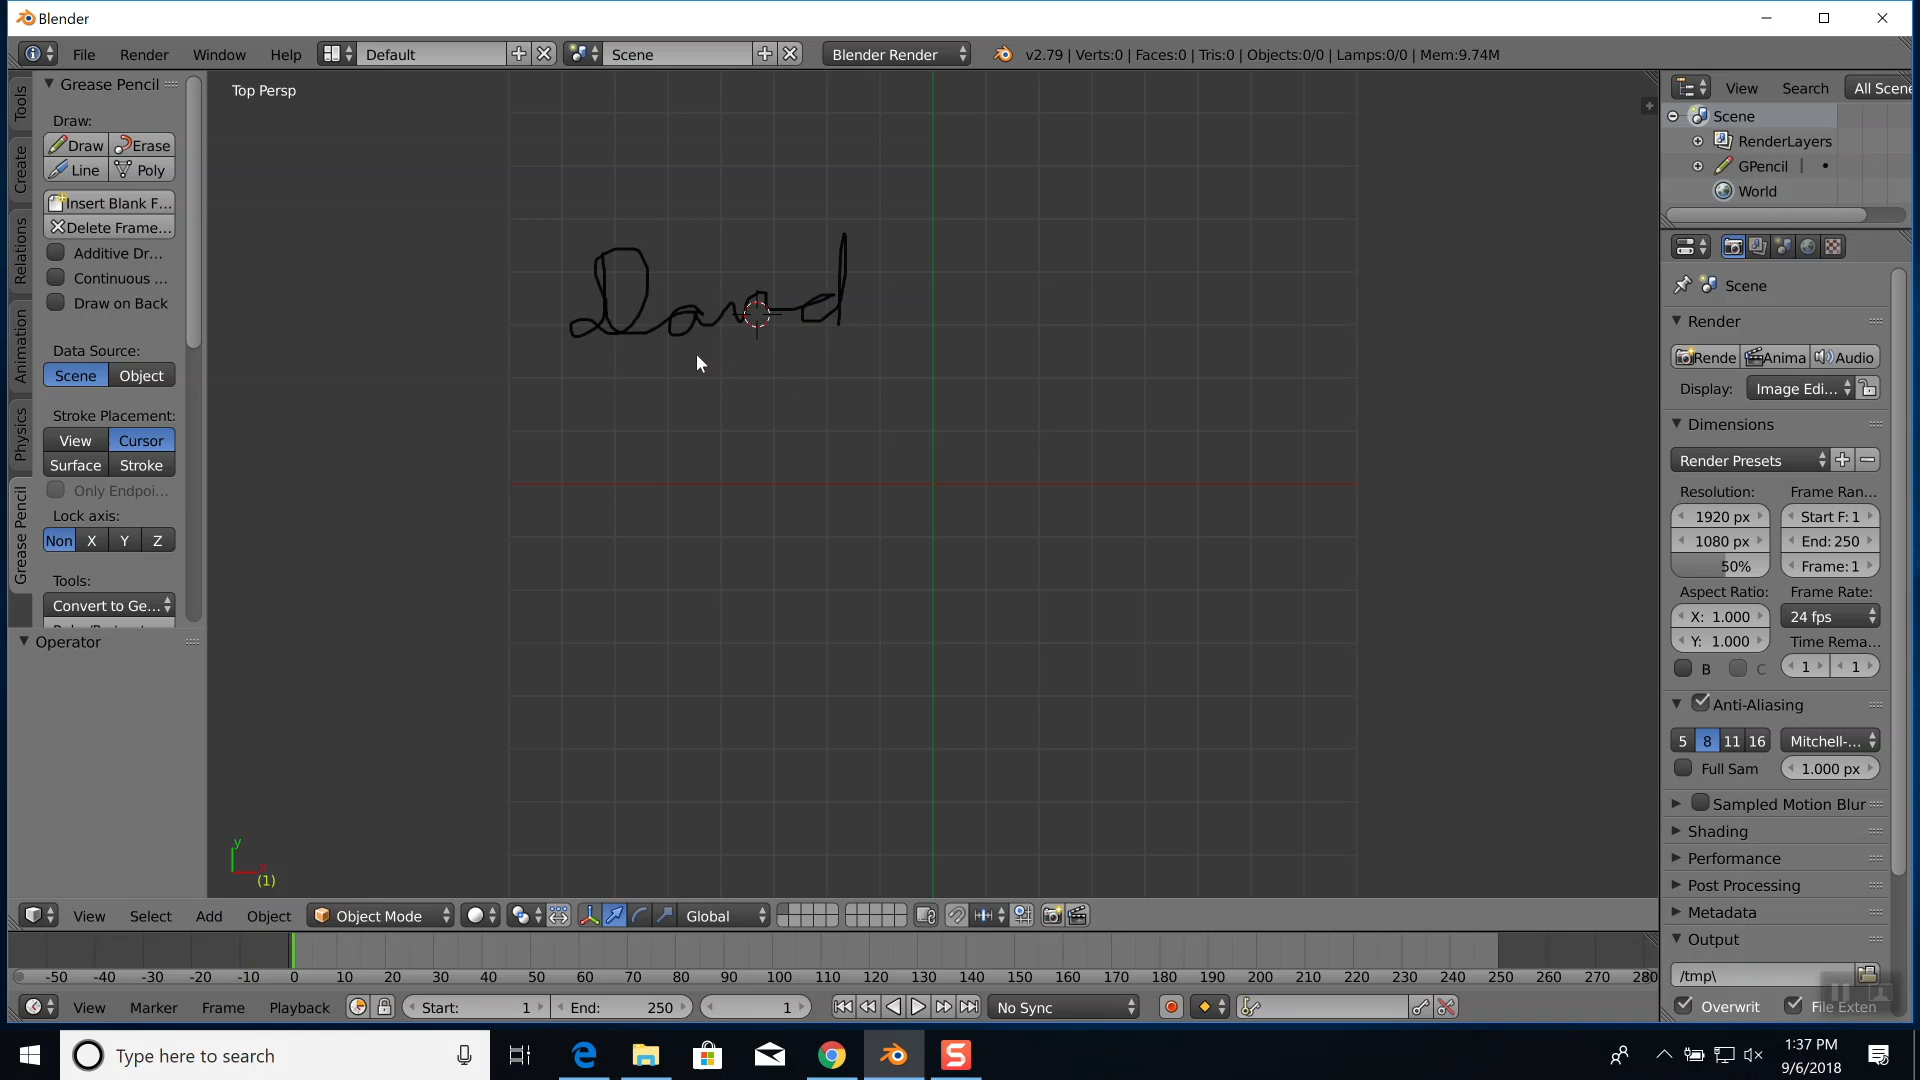 Blender
File Render Window Help Default Scene Blender Render v2.79 | Verts:0 | Faces:0 | Tris:0 | Objects:0/0 | Lamps:0/0 | Mem:9.74M
Tools
Create
Relations
Animation
Physics
Grease Pencil
Grease Pencil
Draw:
Draw Erase
Line Poly
Insert Blank F...
Delete Frame...
Additive Dr...
Continuous ...
Draw on Back
Data Source:
Scene Object
Stroke Placement:
View Cursor
Surface Stroke
Only Endpoi...
Lock axis:
Non X Y Z
Tools:
Convert to Ge...
Operator
Top Persp
David
y
x
(1)
View Search All Scene
Scene
RenderLayers
GPencil
World
Scene
Render
Rende Anima Audio
Display: Image Edi...
Dimensions
Render Presets
Resolution: Frame Ran...
1920 px Start F: 1
1080 px End: 250
50% Frame: 1
Aspect Ratio: Frame Rate:
X: 1.000 24 fps
Y: 1.000 Time Rema...
B C 1 1
Anti-Aliasing
5 8 11 16 Mitchell-...
Full Sam 1.000 px
Sampled Motion Blur
Shading
Performance
Post Processing
Metadata
Output
/tmp\
Overwrit File Exten
View Select Add Object Object Mode Global
-50 -40 -30 -20 -10 0 10 20 30 40 50 60 70 80 90 100 110 120 130 140 150 160 170 180 190 200 210 220 230 240 250 260 270 280
View Marker Frame Playback Start: 1 End: 250 1 No Sync
Type here to search
1:37 PM
9/6/2018